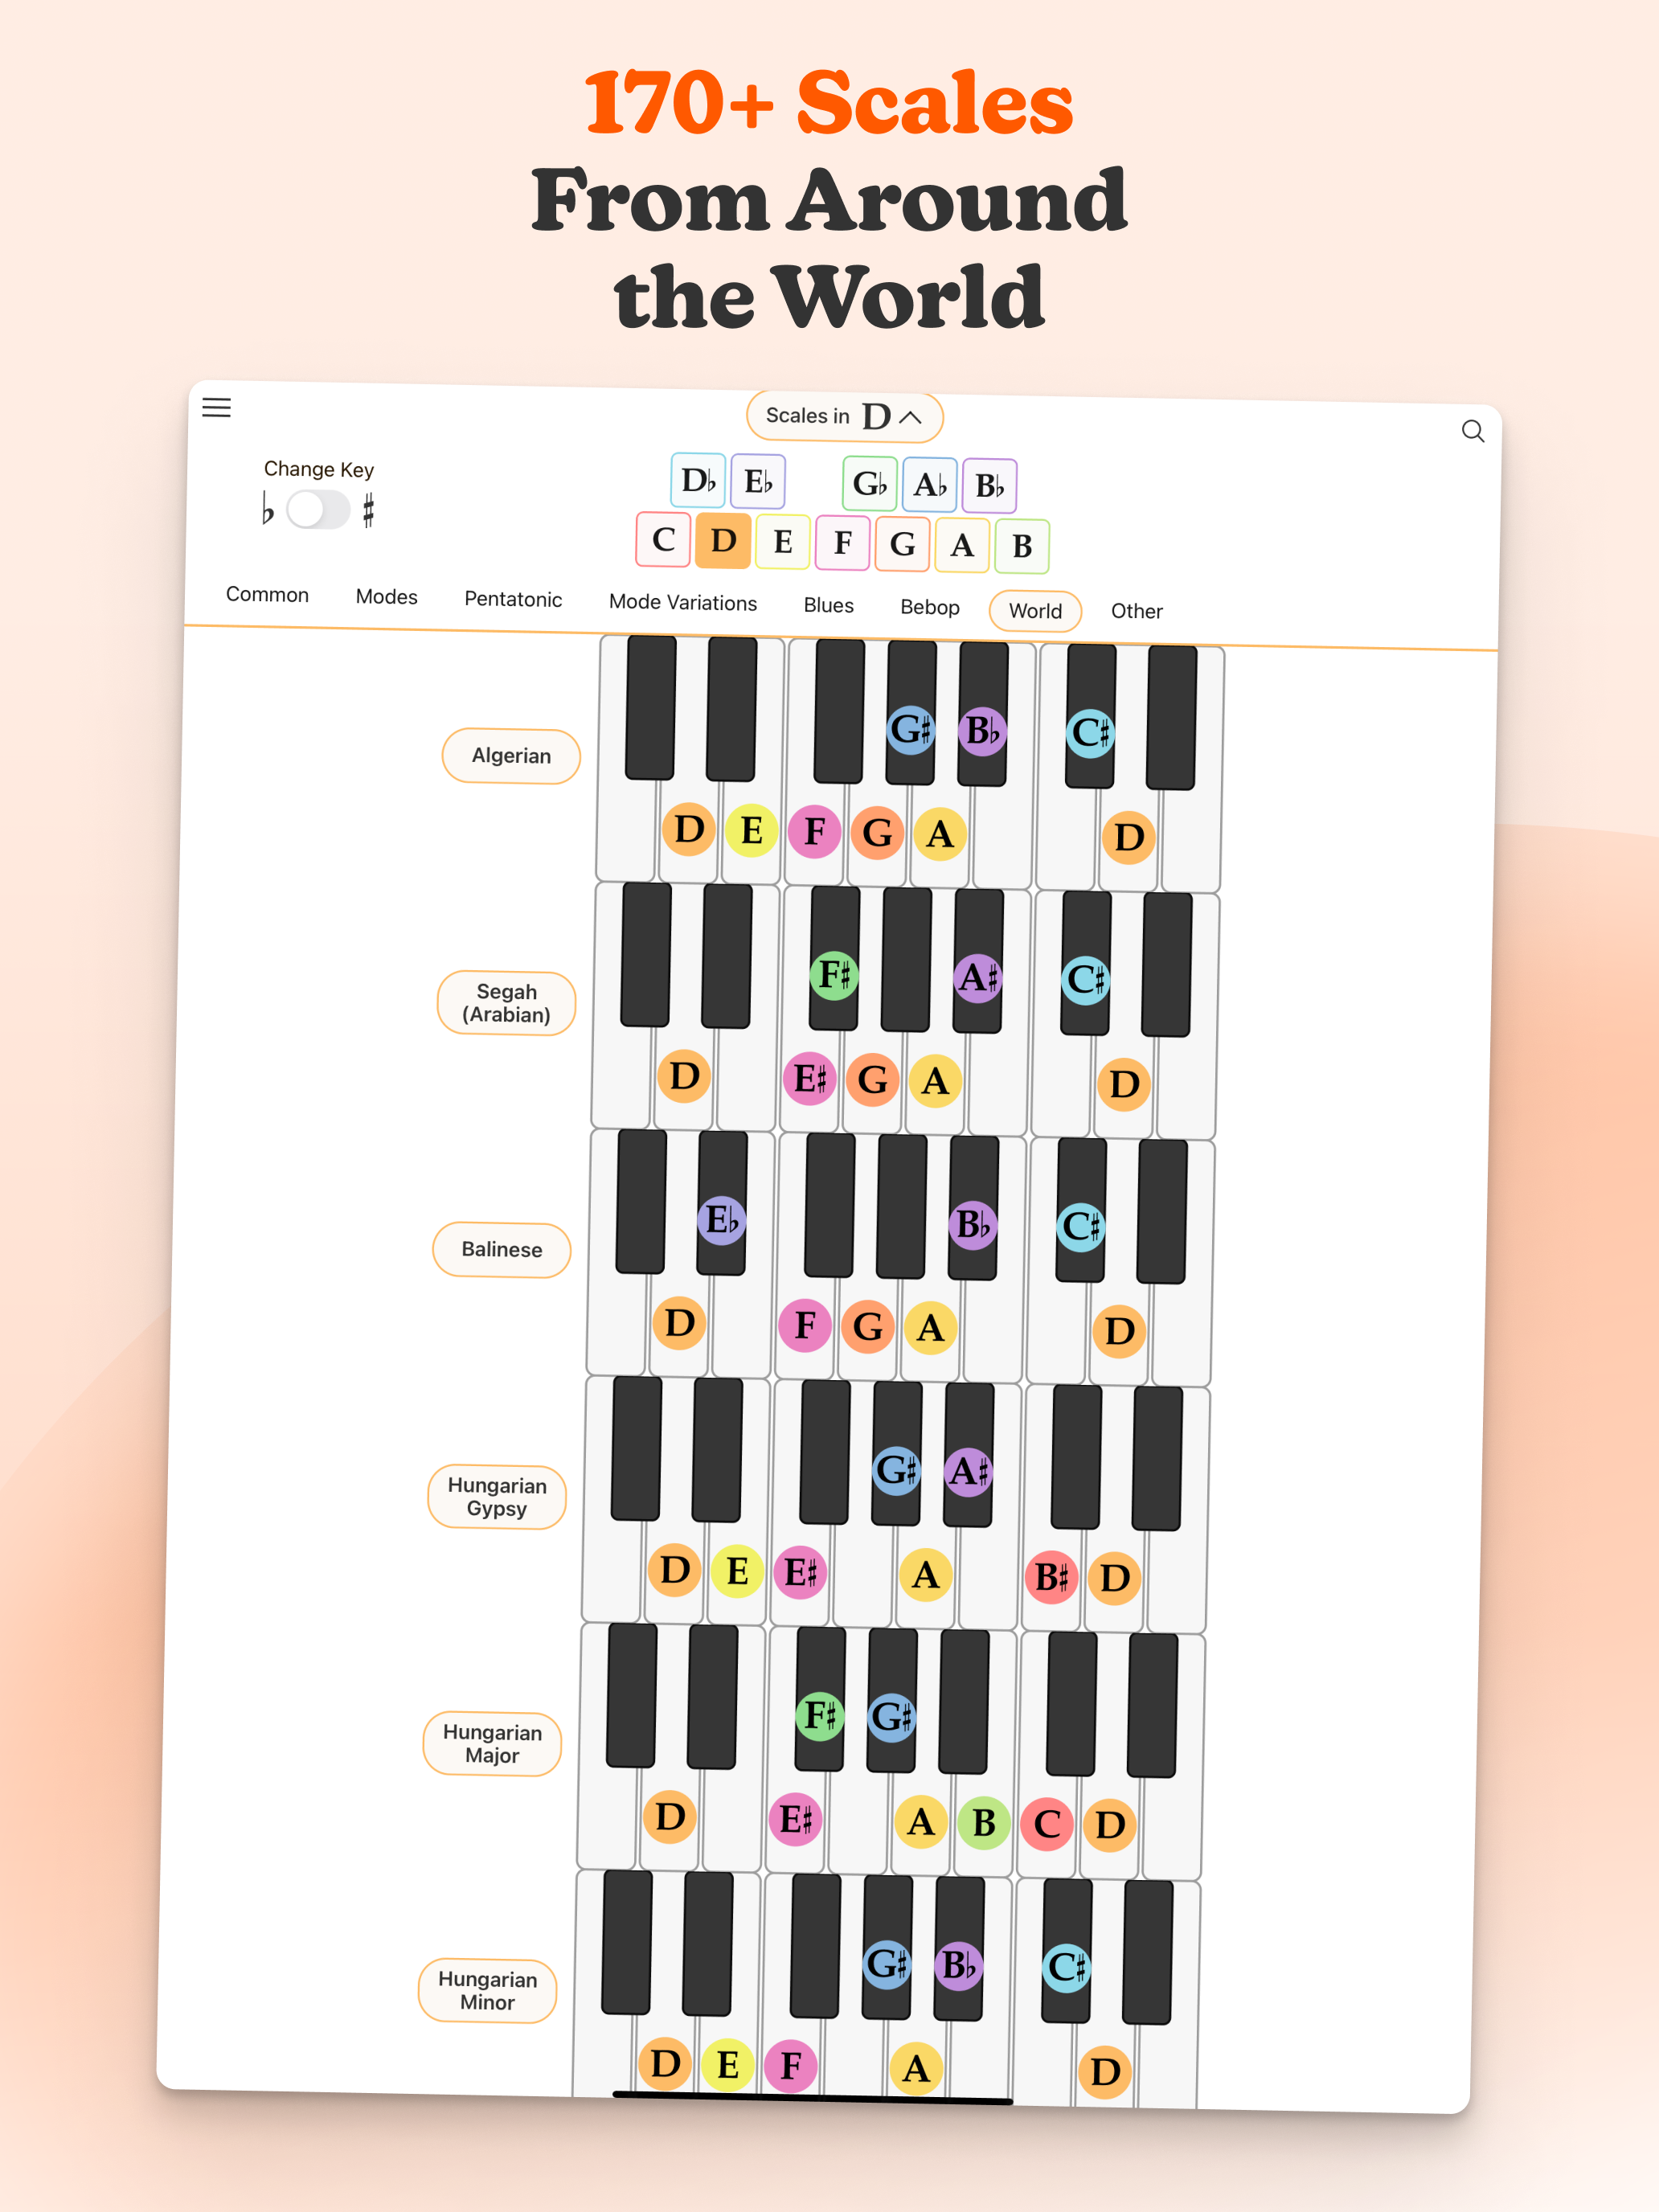 170+ Scales
From Around
the World
Scales in D
Change Key
♭ ♯
D♭ E♭ G♭ A♭ B♭
C D E F G A B
Common Modes Pentatonic Mode Variations Blues Bebop World Other
G♯ B♭ C♯
Algerian
D E F G A D
F♯ A♯ C♯
Segah
(Arabian)
D E♯ G A D
E♭ B♭ C♯
Balinese
D F G A D
G♯ A♯
Hungarian
Gypsy
D E E♯ A B♯ D
F♯ G♯
Hungarian
Major
D E♯ A B C D
G♯ B♭ C♯
Hungarian
Minor
D E F A D